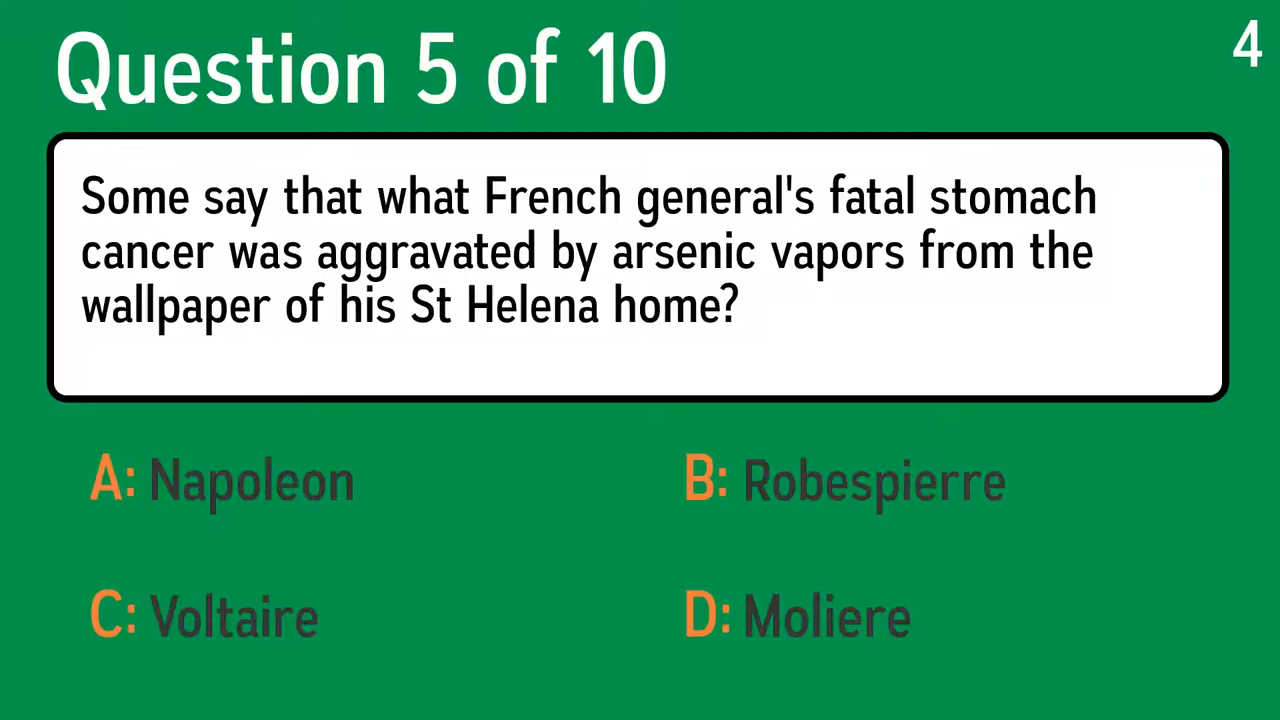 Question 5 of 10
4
Some say that what French general's fatal stomach
cancer was aggravated by arsenic vapors from the
wallpaper of his St Helena home?
A: Napoleon
B: Robespierre
C: Voltaire
D: Moliere